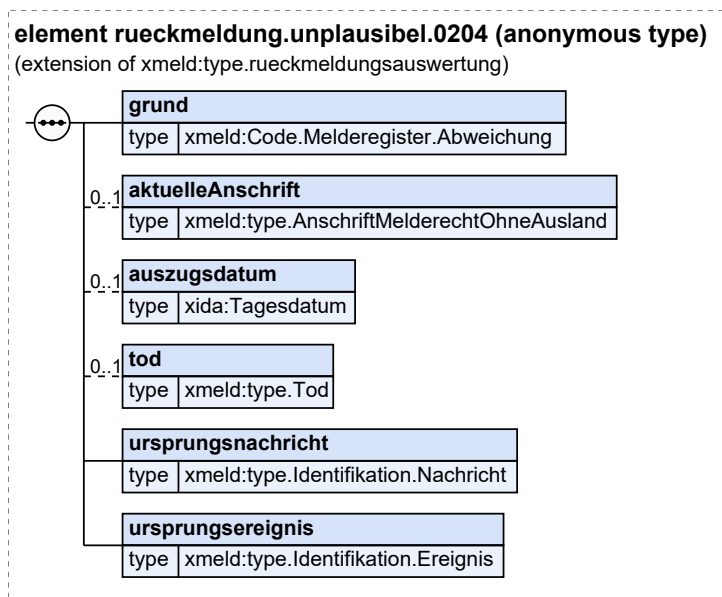 element rueckmeldung.unplausibel.0204 (anonymous type)
(extension of xmeld:type.rueckmeldungsauswertung)
grund
type xmeld:Code.Melderegister.Abweichung
0..1 aktuelleAnschrift
type xmeld:type.AnschriftMelderechtOhneAusland
0..1 auszugsdatum
type xida:Tagesdatum
0..1 tod
type xmeld:type.Tod
ursprungsnachricht
type xmeld:type.Identifikation.Nachricht
ursprungsereignis
type xmeld:type.Identifikation.Ereignis